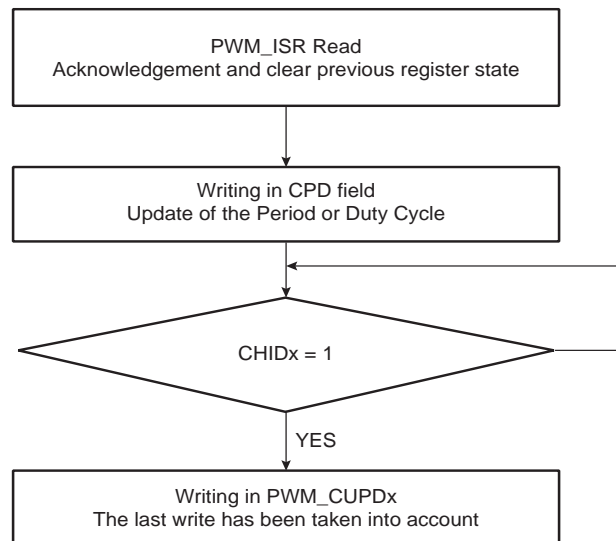 PWM_ISR Read
Acknowledgement and clear previous register state
Writing in CPD field
Update of the Period or Duty Cycle
CHIDx = 1
YES
Writing in PWM_CUPDx
The last write has been taken into account